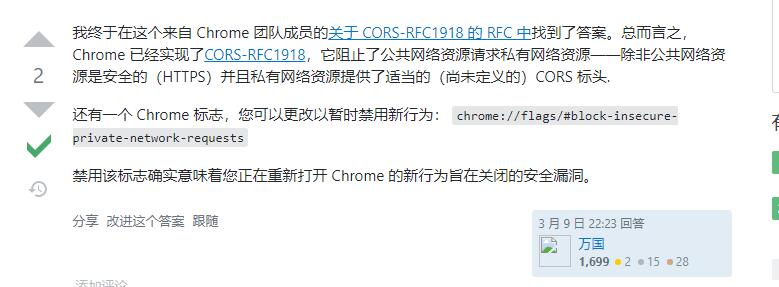 我终于在这个来自 Chrome 团队成员的关于 CORS-RFC1918 的 RFC 中找到了答案。总而言之，
Chrome 已经实现了CORS-RFC1918，它阻止了公共网络资源请求私有网络资源——除非公共网络资
源是安全的（HTTPS）并且私有网络资源提供了适当的（尚未定义的）CORS 标头.
2
还有一个 Chrome 标志，您可以更改以暂时禁用新行为： chrome://flags/#block-insecure-
private-network-requests
禁用该标志确实意味着您正在重新打开 Chrome 的新行为旨在关闭的安全漏洞。
分享 改进这个答案 跟随
3 月 9 日 22:23 回答
万国
1,699 2 15 28
添加评论